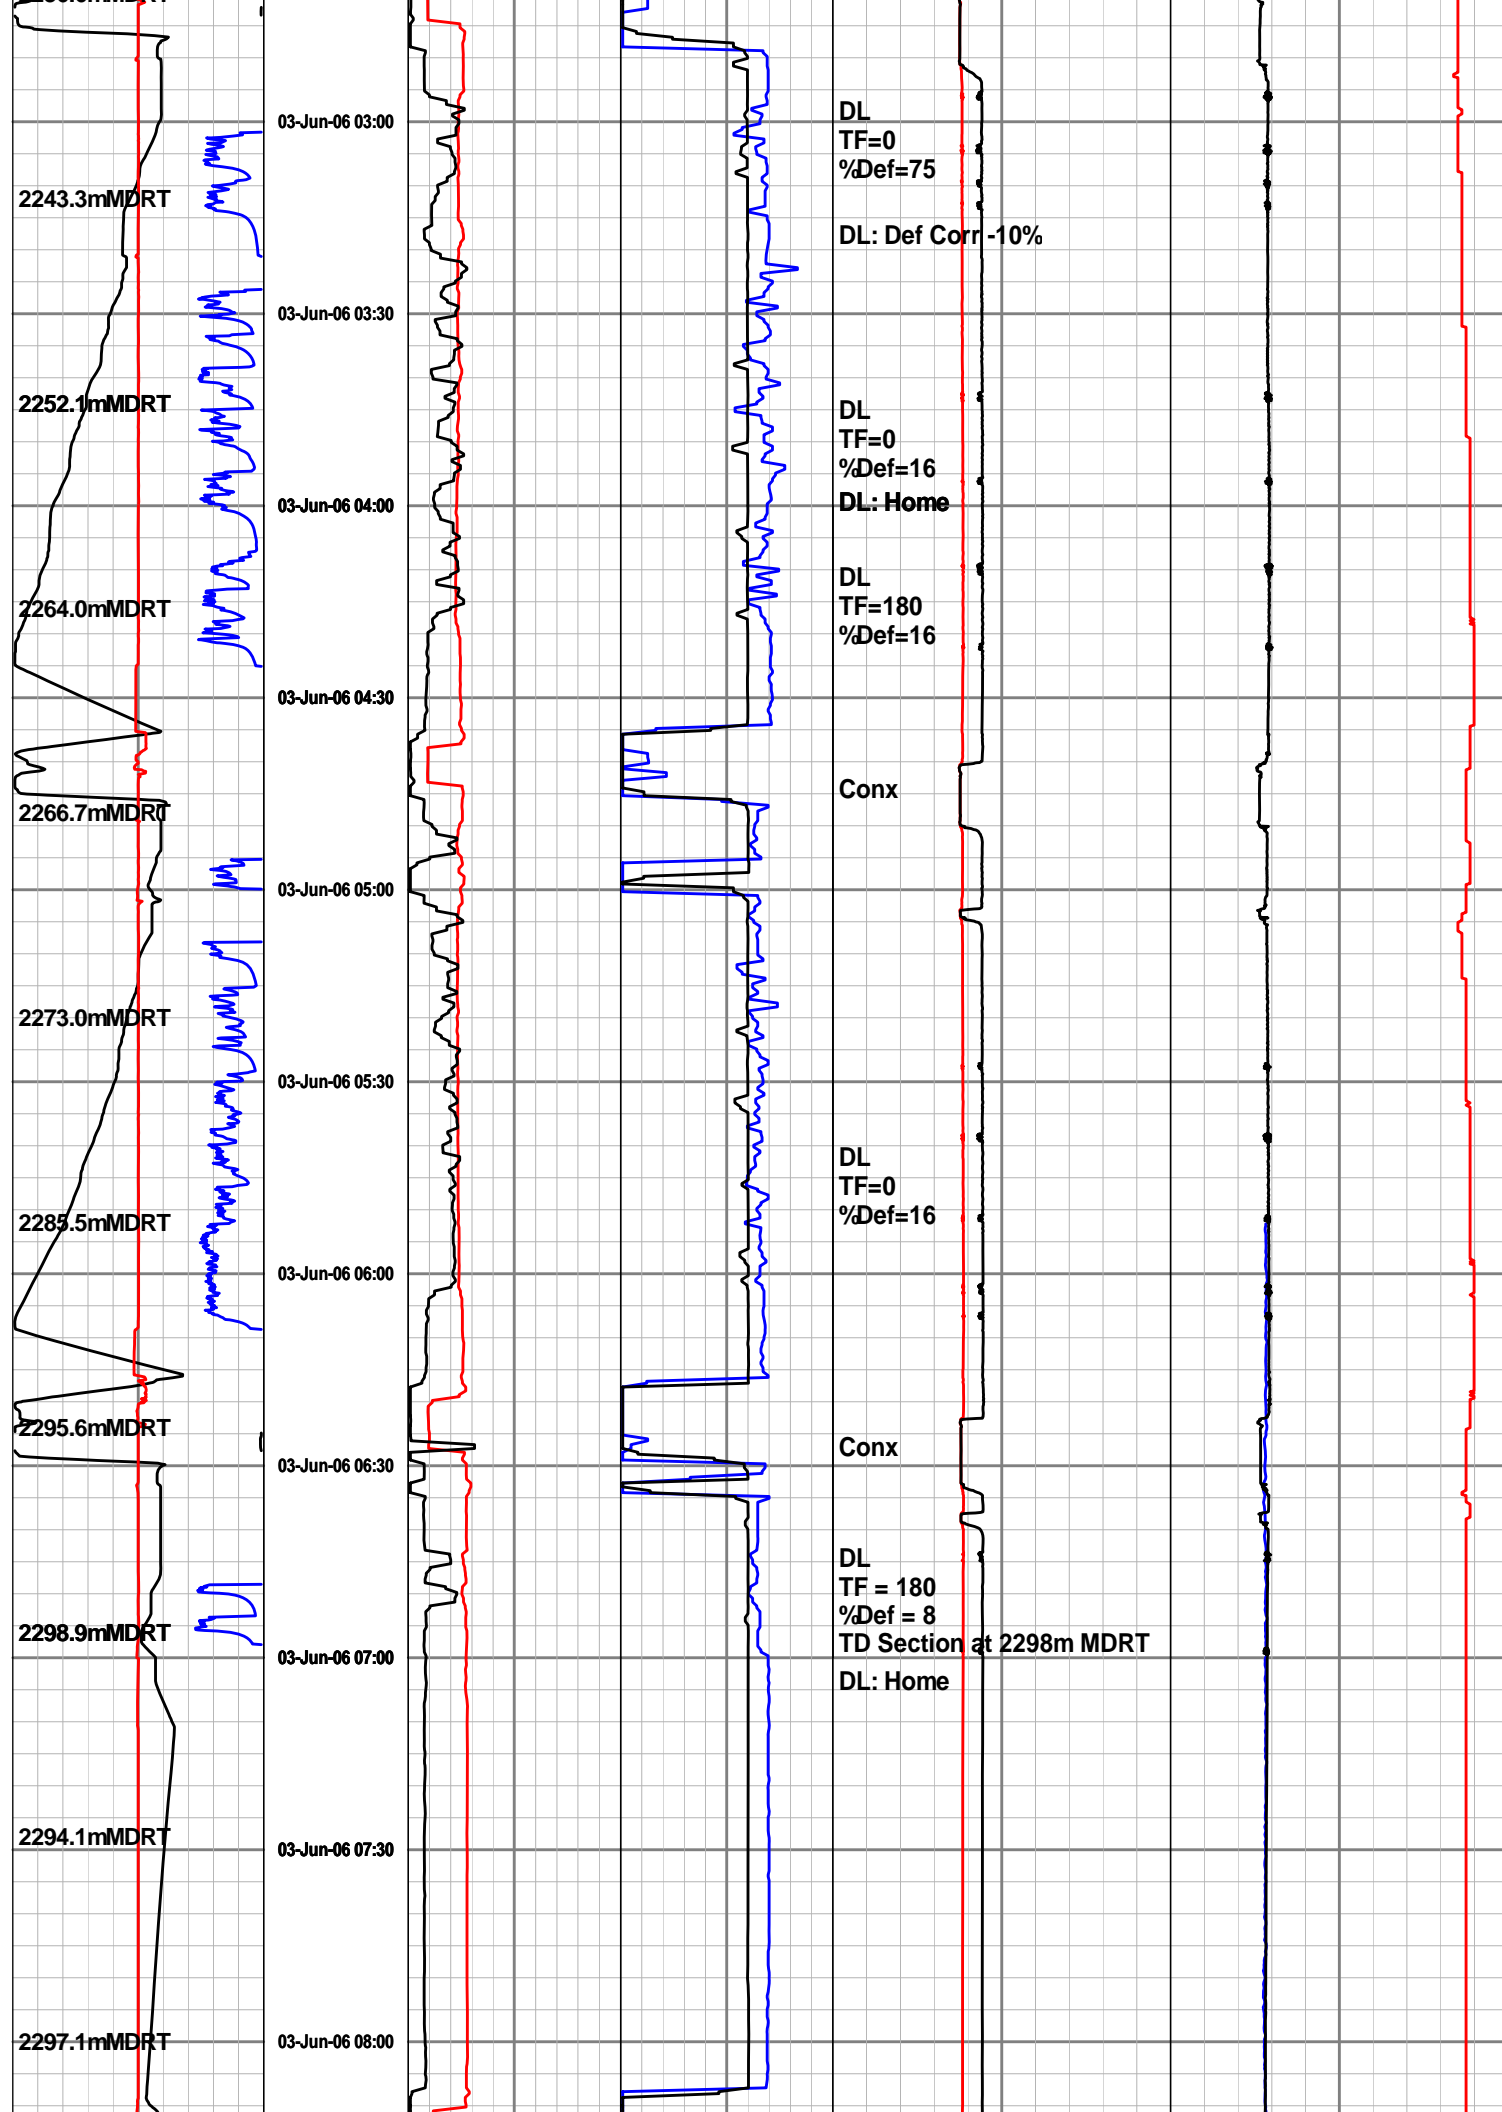 03-Jun-06 03:00
DL
TF=0
%Def=75
2243.3mMDRT
DL: Def Corr -10%
03-Jun-06 03:30
2252.1mMDRT
DL
TF=0
%Def=16
DL: Home
03-Jun-06 04:00
DL
TF=180
%Def=16
2264.0mMDRT
03-Jun-06 04:30
Conx
2266.7mMDRT
03-Jun-06 05:00
2273.0mMDRT
03-Jun-06 05:30
DL
TF=0
%Def=16
2285.5mMDRT
03-Jun-06 06:00
2295.6mMDRT
Conx
03-Jun-06 06:30
DL
TF = 180
%Def = 8
2298.9mMDRT
TD Section at 2298m MDRT
03-Jun-06 07:00
DL: Home
2294.1mMDRT
03-Jun-06 07:30
2297.1mMDRT
03-Jun-06 08:00